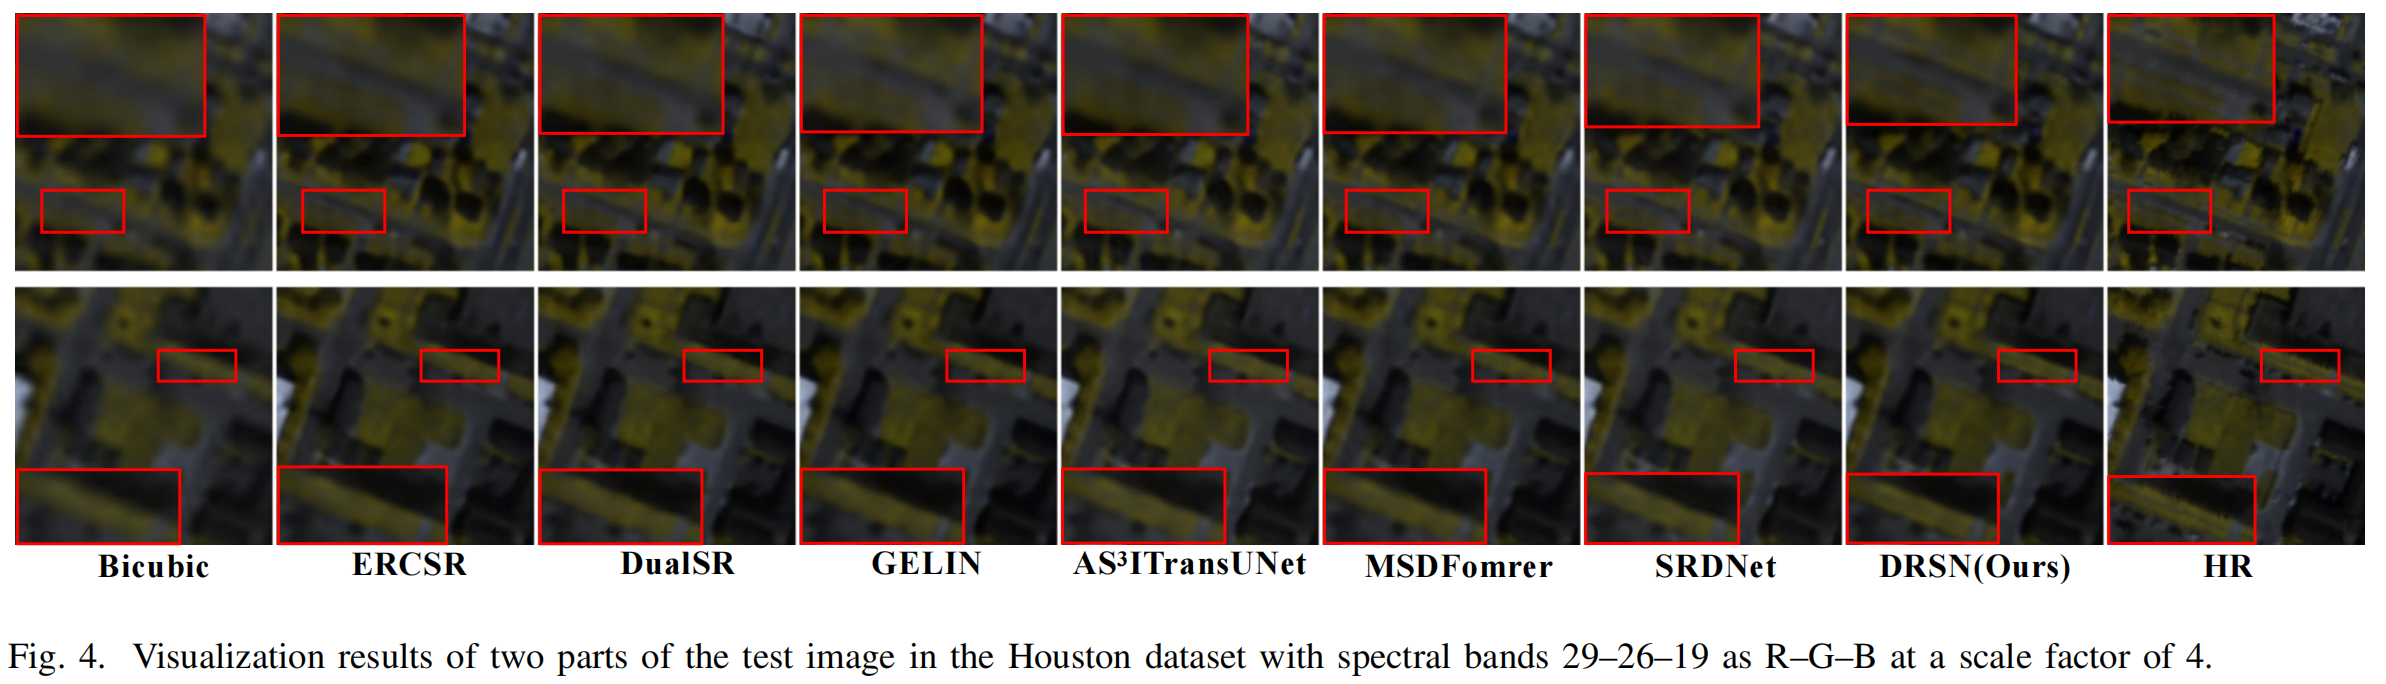 Bicubic ERCSR DualSR GELIN AS³ITransUNet MSDFomrer SRDNet DRSN(Ours) HR
Fig. 4. Visualization results of two parts of the test image in the Houston dataset with spectral bands 29–26–19 as R–G–B at a scale factor of 4.